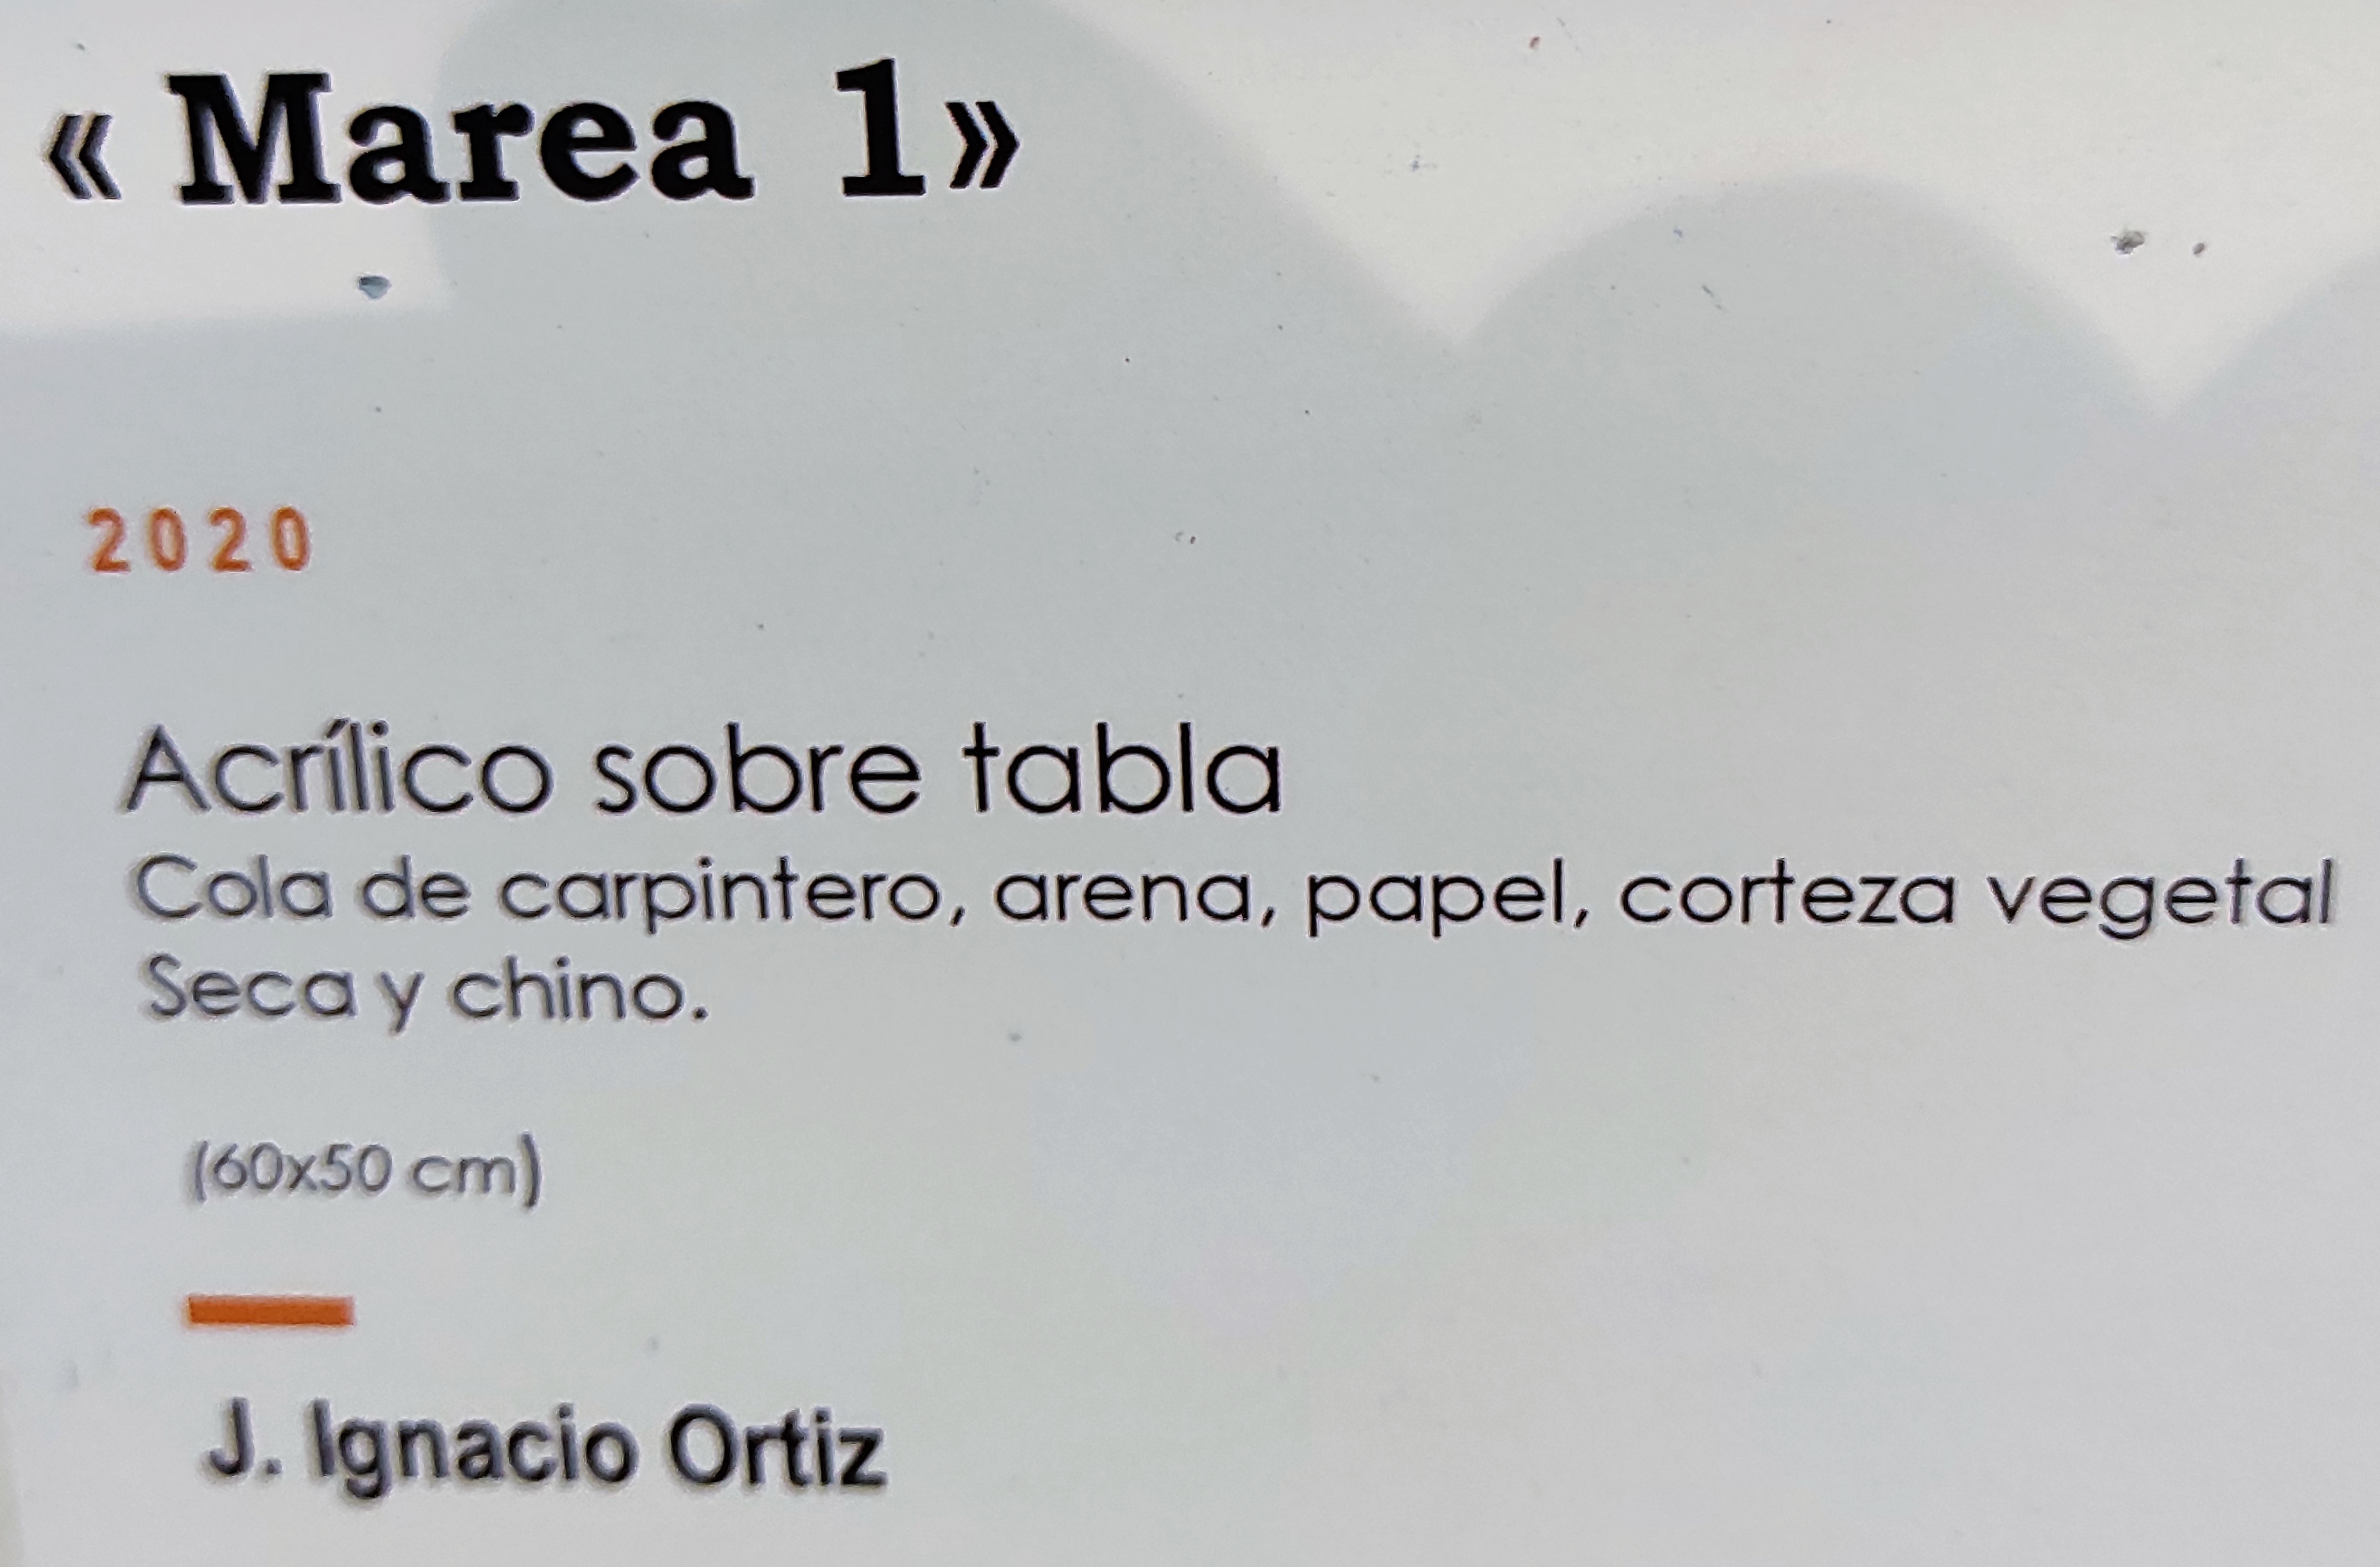 « Marea 1»
2020
Acrílico sobre tabla
Cola de carpintero, arena, papel, corteza vegetal
Seca y chino.
(60x50 cm)
J. Ignacio Ortiz